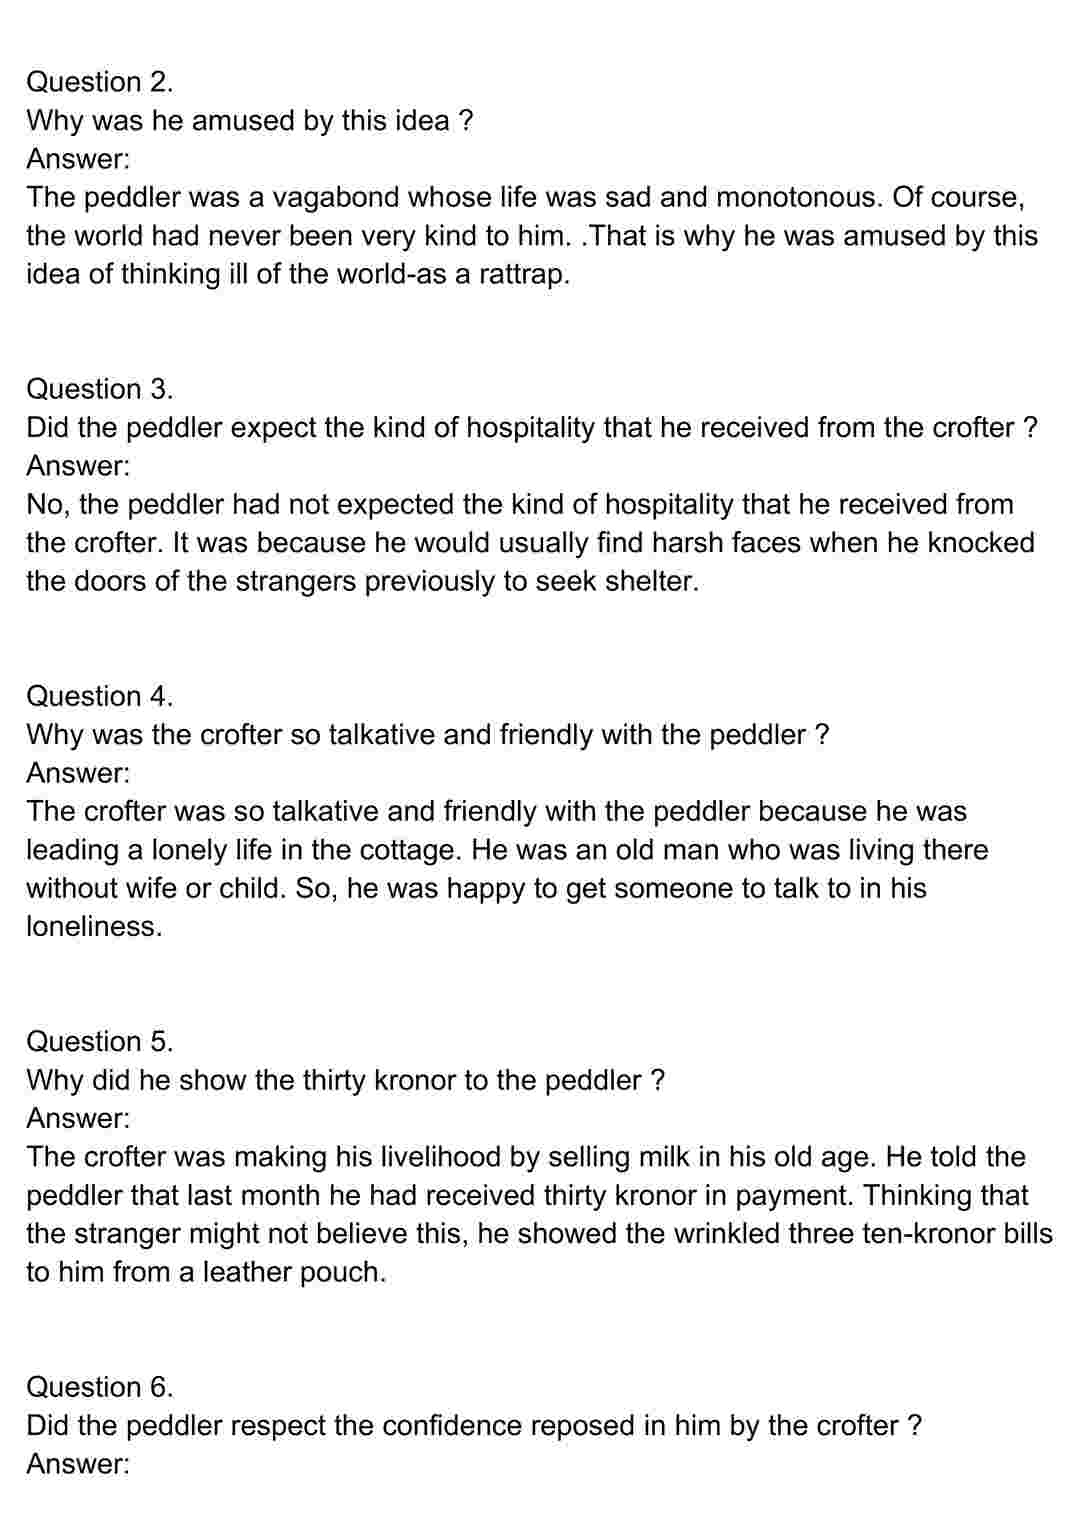 Question 2.
Why was he amused by this idea ?
Answer:
The peddler was a vagabond whose life was sad and monotonous. Of course,
the world had never been very kind to him. .That is why he was amused by this
idea of thinking ill of the world-as a rattrap.
Question 3.
Did the peddler expect the kind of hospitality that he received from the crofter ?
Answer:
No, the peddler had not expected the kind of hospitality that he received from
the crofter. It was because he would usually find harsh faces when he knocked
the doors of the strangers previously to seek shelter.
Question 4.
Why was the crofter so talkative and friendly with the peddler ?
Answer:
The crofter was so talkative and friendly with the peddler because he was
leading a lonely life in the cottage. He was an old man who was living there
without wife or child. So, he was happy to get someone to talk to in his
loneliness.
Question 5.
Why did he show the thirty kronor to the peddler ?
Answer:
The crofter was making his livelihood by selling milk in his old age. He told the
peddler that last month he had received thirty kronor in payment. Thinking that
the stranger might not believe this, he showed the wrinkled three ten-kronor bills
to him from a leather pouch.
Question 6.
Did the peddler respect the confidence reposed in him by the crofter ?
Answer: